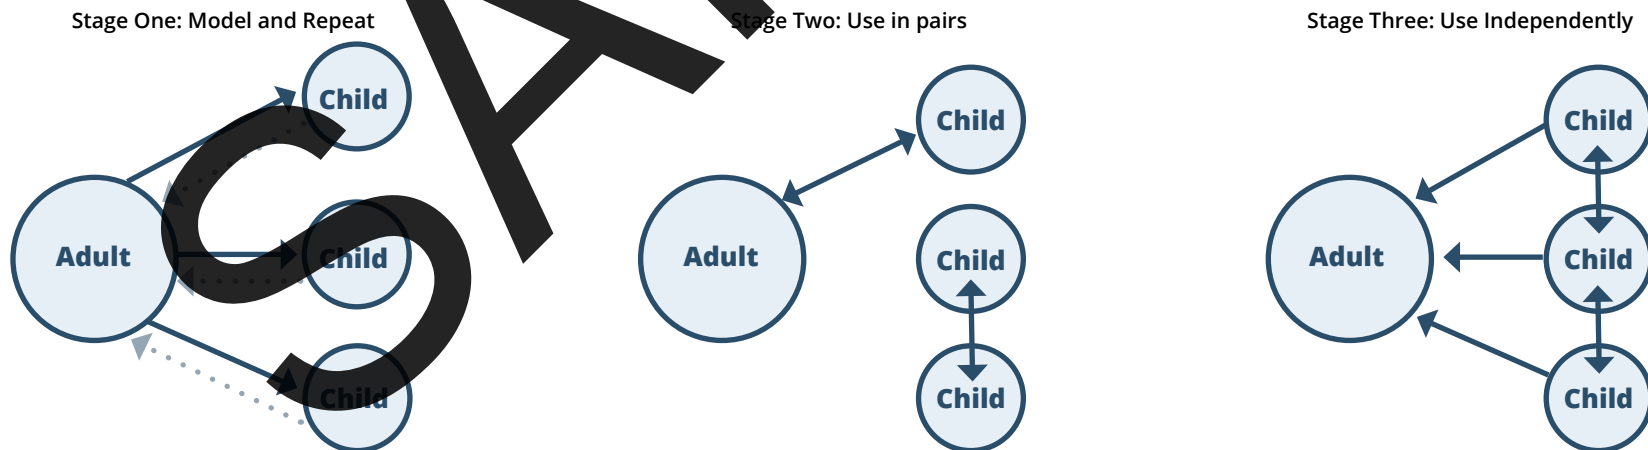 Stage One: Model and Repeat
Child
Adult
Child
Child
Stage Two: Use in pairs
Child
Adult
Child
Child
Stage Three: Use Independently
Child
Adult
Child
Child
SA